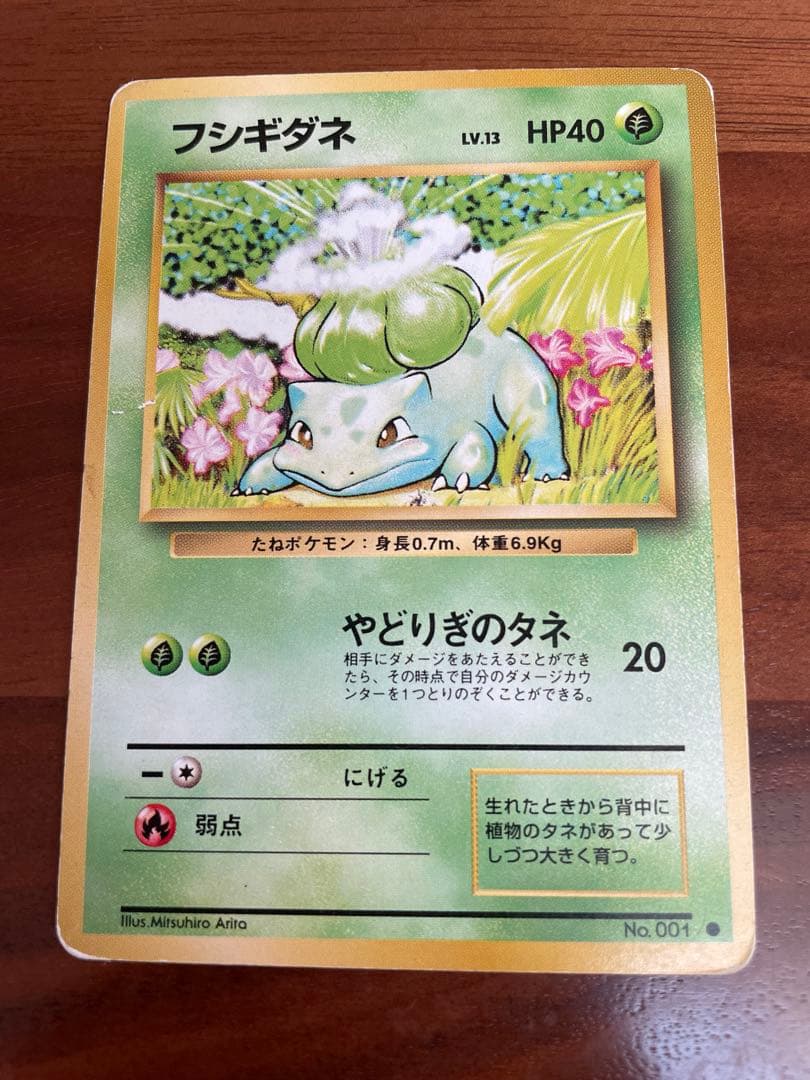 フシギダネ LV.13 HP40
たねポケモン：身長0.7m、体重6.9Kg
やどりぎのタネ 20
相手にダメージをあたえることができ
たら、その時点で自分のダメージカウ
ンターを1つとりのぞくことができる。
ー にげる
弱点
生れたときから背中に
植物のタネがあって少
しづつ大きく育つ。
Illus.Mitsuhiro Arita
No. 001 ●